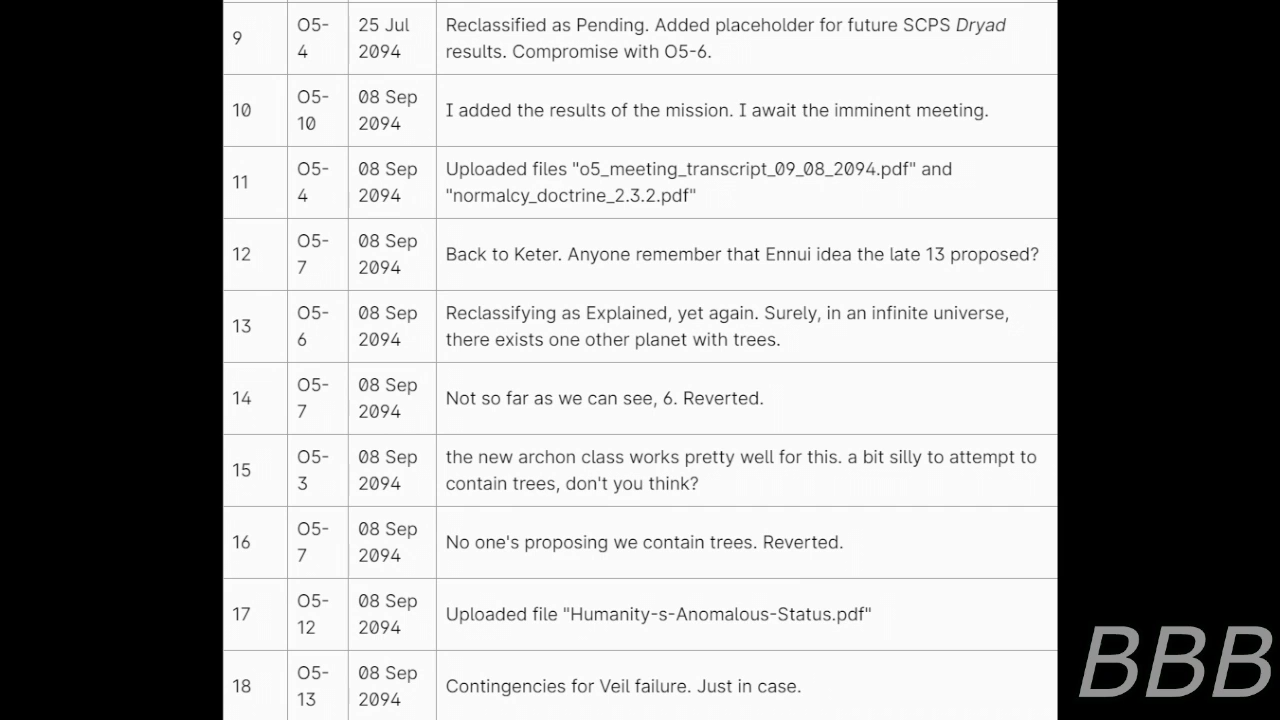 9 O5-4 25 Jul 2094 Reclassified as Pending. Added placeholder for future SCPS Dryad
results. Compromise with O5-6.
10 O5-10 08 Sep 2094 I added the results of the mission. I await the imminent meeting.
11 O5-4 08 Sep 2094 Uploaded files "o5_meeting_transcript_09_08_2094.pdf" and
"normalcy_doctrine_2.3.2.pdf"
12 O5-7 08 Sep 2094 Back to Keter. Anyone remember that Ennui idea the late 13 proposed?
13 O5-6 08 Sep 2094 Reclassifying as Explained, yet again. Surely, in an infinite universe,
there exists one other planet with trees.
14 O5-7 08 Sep 2094 Not so far as we can see, 6. Reverted.
15 O5-3 08 Sep 2094 the new archon class works pretty well for this. a bit silly to attempt to
contain trees, don't you think?
16 O5-7 08 Sep 2094 No one's proposing we contain trees. Reverted.
17 O5-12 08 Sep 2094 Uploaded file "Humanity-s-Anomalous-Status.pdf"
18 O5-13 08 Sep 2094 Contingencies for Veil failure. Just in case.
BBB